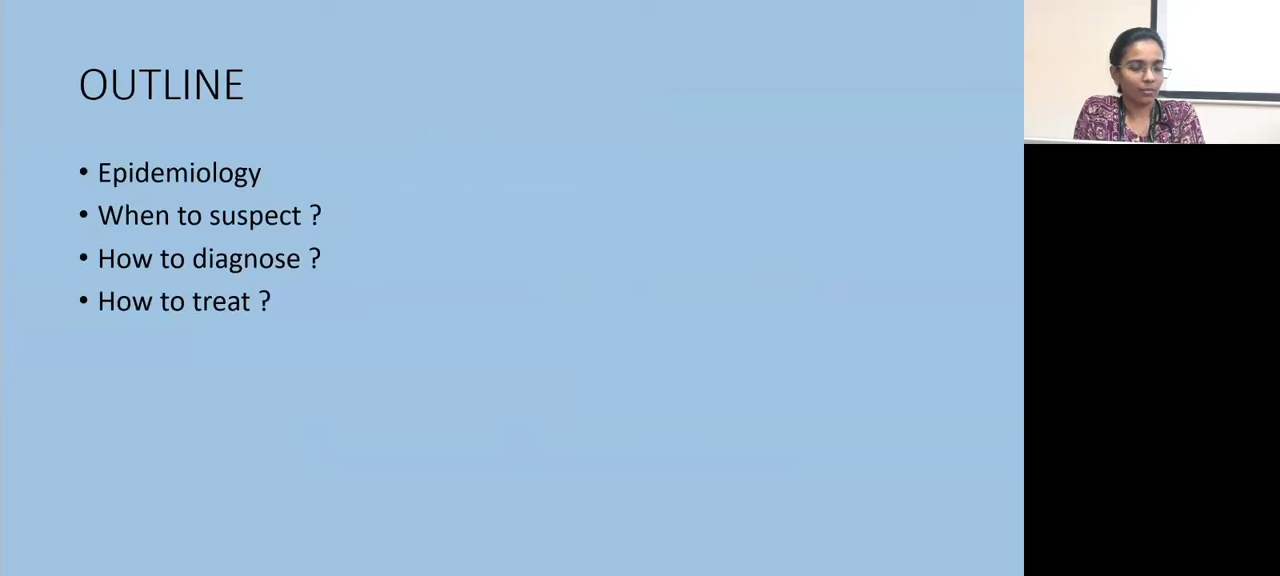 OUTLINE
• Epidemiology
• When to suspect ?
• How to diagnose ?
• How to treat ?